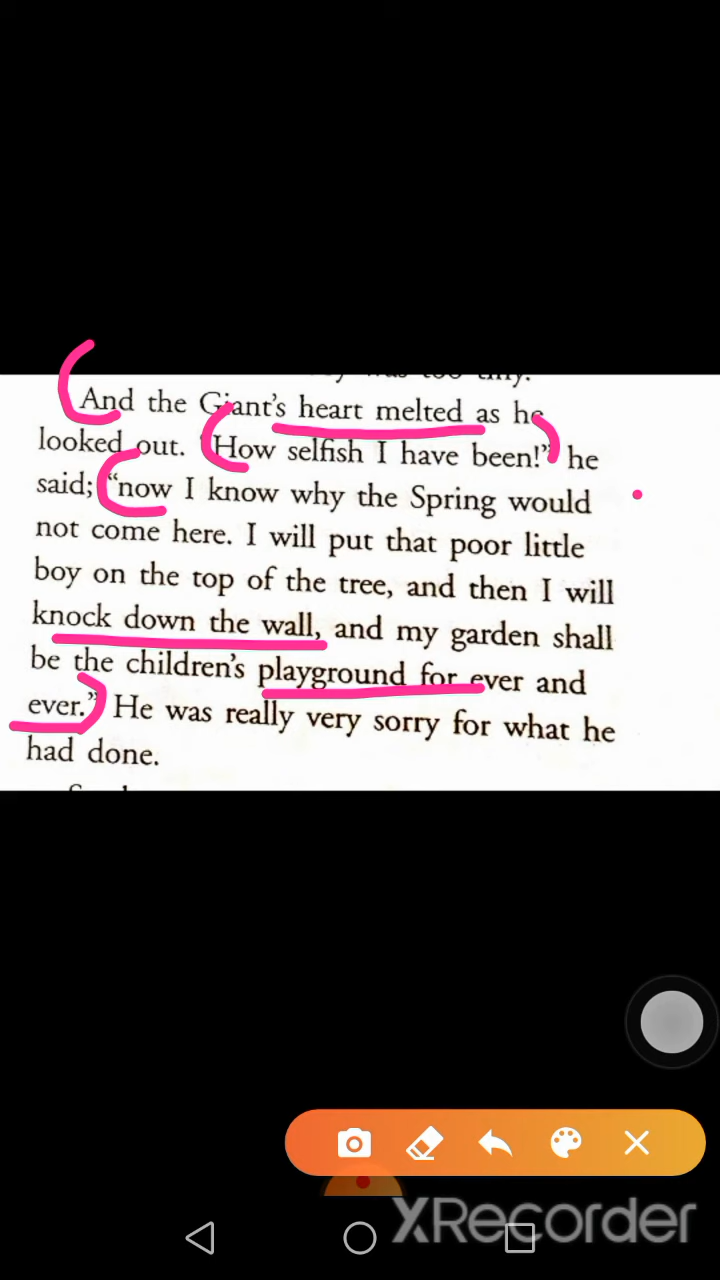 And the Giant's heart melted as he
looked out. "How selfish I have been!" he
said; "now I know why the Spring would
not come here. I will put that poor little
boy on the top of the tree, and then I will
knock down the wall, and my garden shall
be the children's playground for ever and
ever." He was really very sorry for what he
had done.
XRecorder